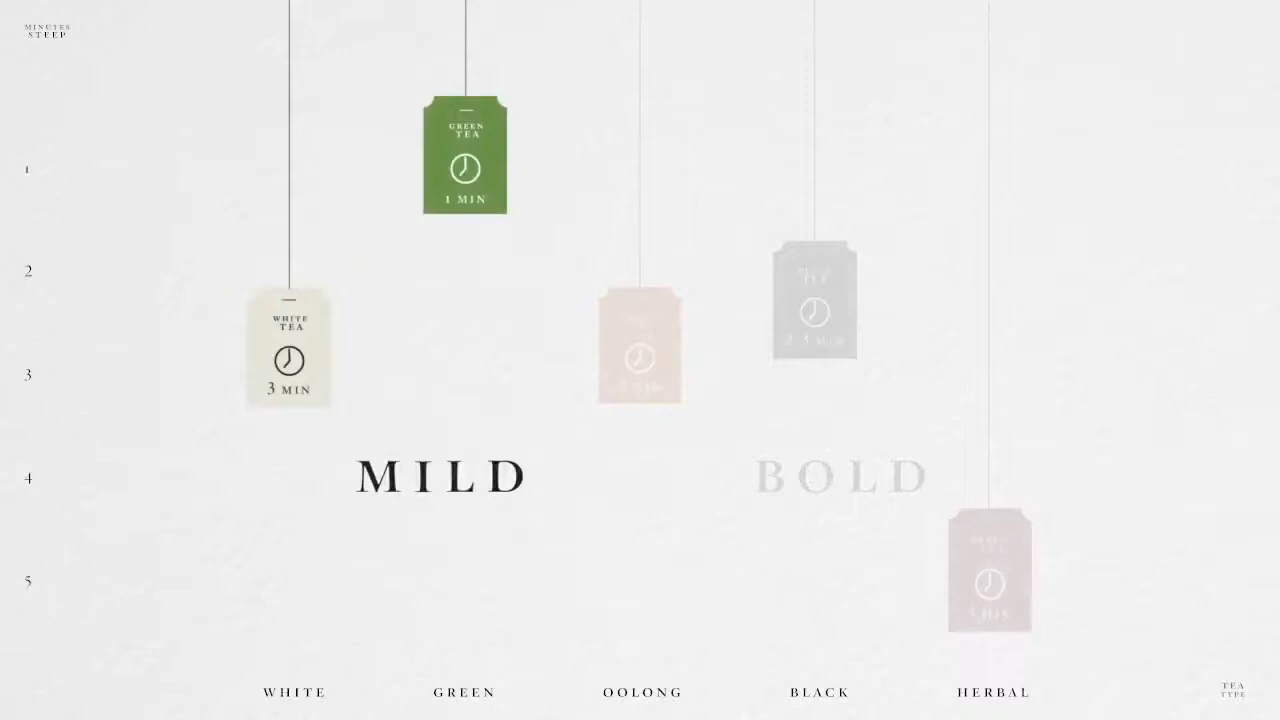 MINUTES
STEEP
GREEN
TEA
1 MIN
1
2
WHITE
TEA
3 MIN
3
MILD
BOLD
4
5
WHITE
GREEN
OOLONG
BLACK
HERBAL
TEA
TYPE